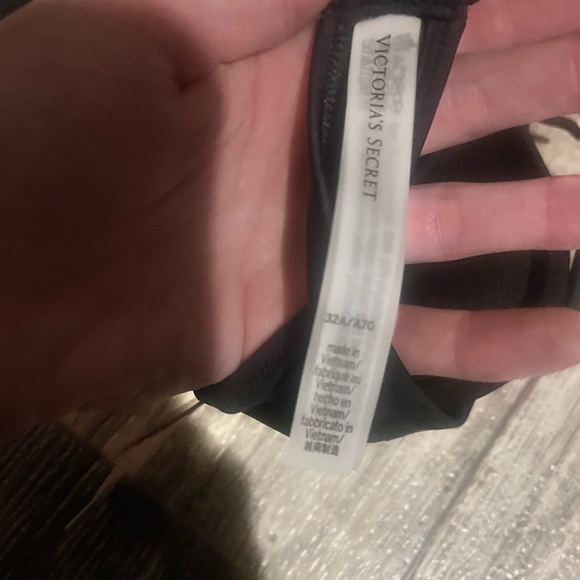 VICTORIA'S SECRET
32A/A70
made in
Vietnam/
fabriqué au
Vietnam/
hecho en
Vietnam/
fabbricato in
Vietnam/
越南制造